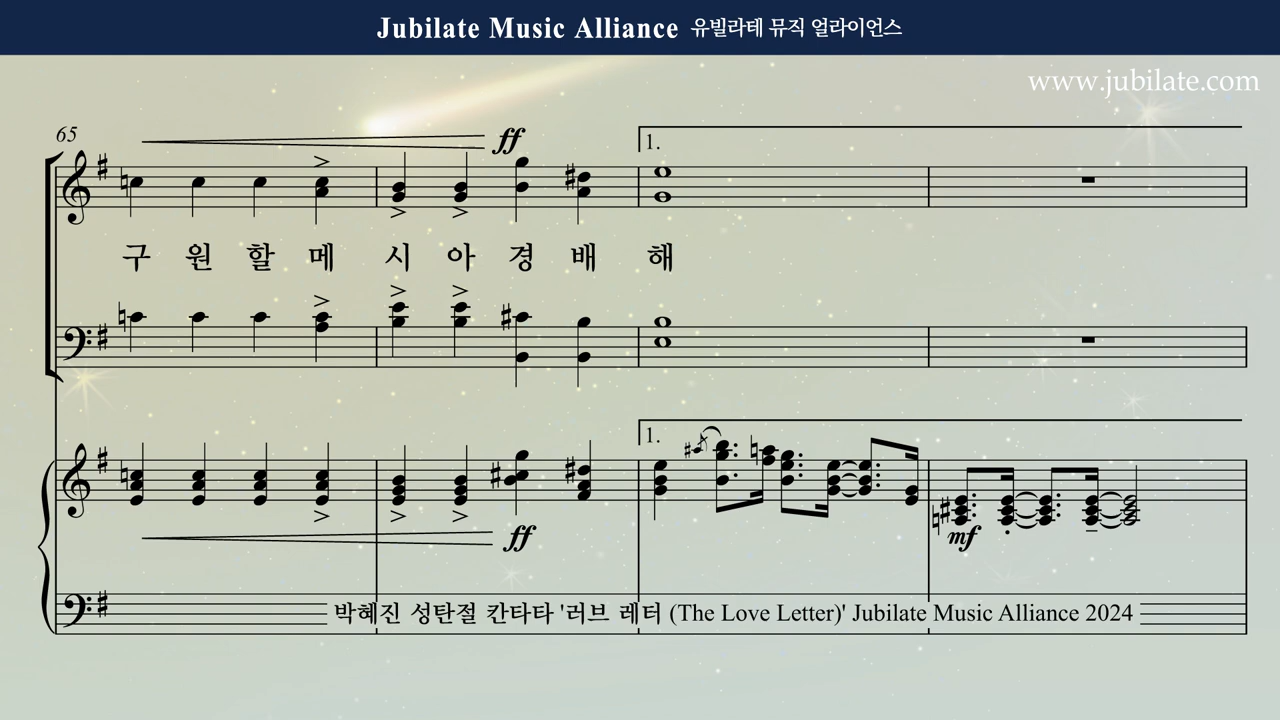 Jubilate Music Alliance 유빌라테 뮤직 얼라이언스
www.jubilate.com
65
ff
1.
구 원 할 메 시 아 경 배 해
1.
ff
mf
박혜진 성탄절 칸타타 '러브 레터 (The Love Letter)' Jubilate Music Alliance 2024